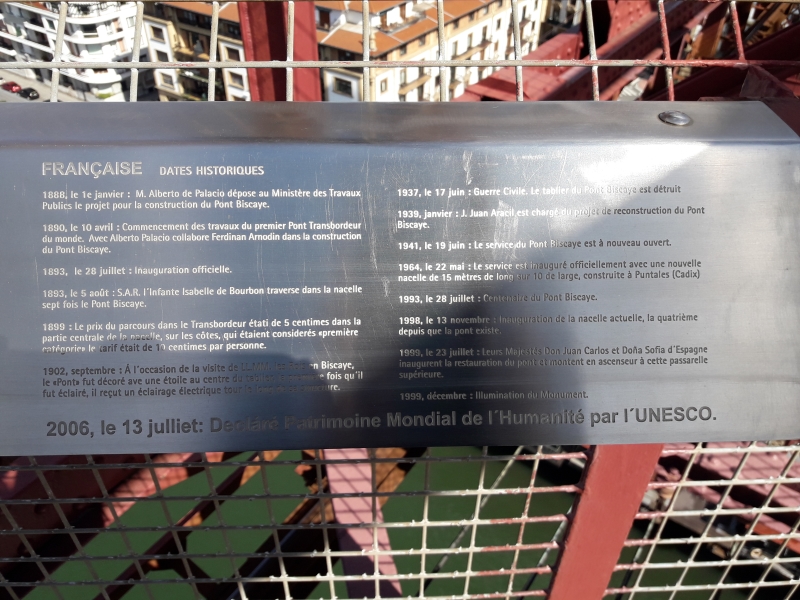 FRANÇAISE DATES HISTORIQUES
1888, le 1e janvier : M. Alberto de Palacio dépose au Ministère des Travaux
Publics le projet pour la construction du Pont Biscaye.
1890, le 10 avril : Commencement des travaux du premier Pont Transbordeur
du monde. Avec Alberto Palacio collabore Ferdinan Arnodin dans la construction
du Pont Biscaye.
1893, le 28 juillet : Inauguration officielle.
1893, le 5 août : S.A.R. l'Infante Isabelle de Bourbon traverse dans la nacelle
sept fois le Pont Biscaye.
1899 : Le prix du parcours dans le Transbordeur étati de 5 centimes dans la
partie centrale de la nacelle, sur les côtes, qui étaient considerés «première
catégorie» le tarif était de 10 centimes par personne.
1902, septembre : Á l'occasion de la visite de en Biscaye,
le «Pont» fut décoré ave une étoile au centre du fois qu'il
fut éclairé, il reçut un éclairage électrique
1937, le 17 juin : Guerre Civile. Le tablier du Pont Biscaye est détruit
1939, janvier : J. Juan Aracil est chargé du projet de reconstruction du Pont
Biscaye.
1941, le 19 juin : Le service du Pont Biscaye est à nouveau ouvert.
1964, le 22 mai : Le service est inauguré officiellement avec une nouvelle
nacelle de 15 mètres de long sur 10 de large, construite à Puntales (Cadix)
1993, le 28 juillet : Centenaire du Pont Biscaye.
1998, le 13 novembre : Inauguration de la nacelle actuelle, la quatrième
depuis que la pont existe.
1999, le 23 juillet : Leurs Majestés Don Juan Carlos et Doña Sofia d'Espagne
inaugurent la restauration du pont et montent en ascenseur à cette passarelle
supérieure.
1999, décembre : Illumination du Monument.
2006, le 13 julliet: Declaré Patrimoine Mondial de l´Humanité par l´UNESCO.